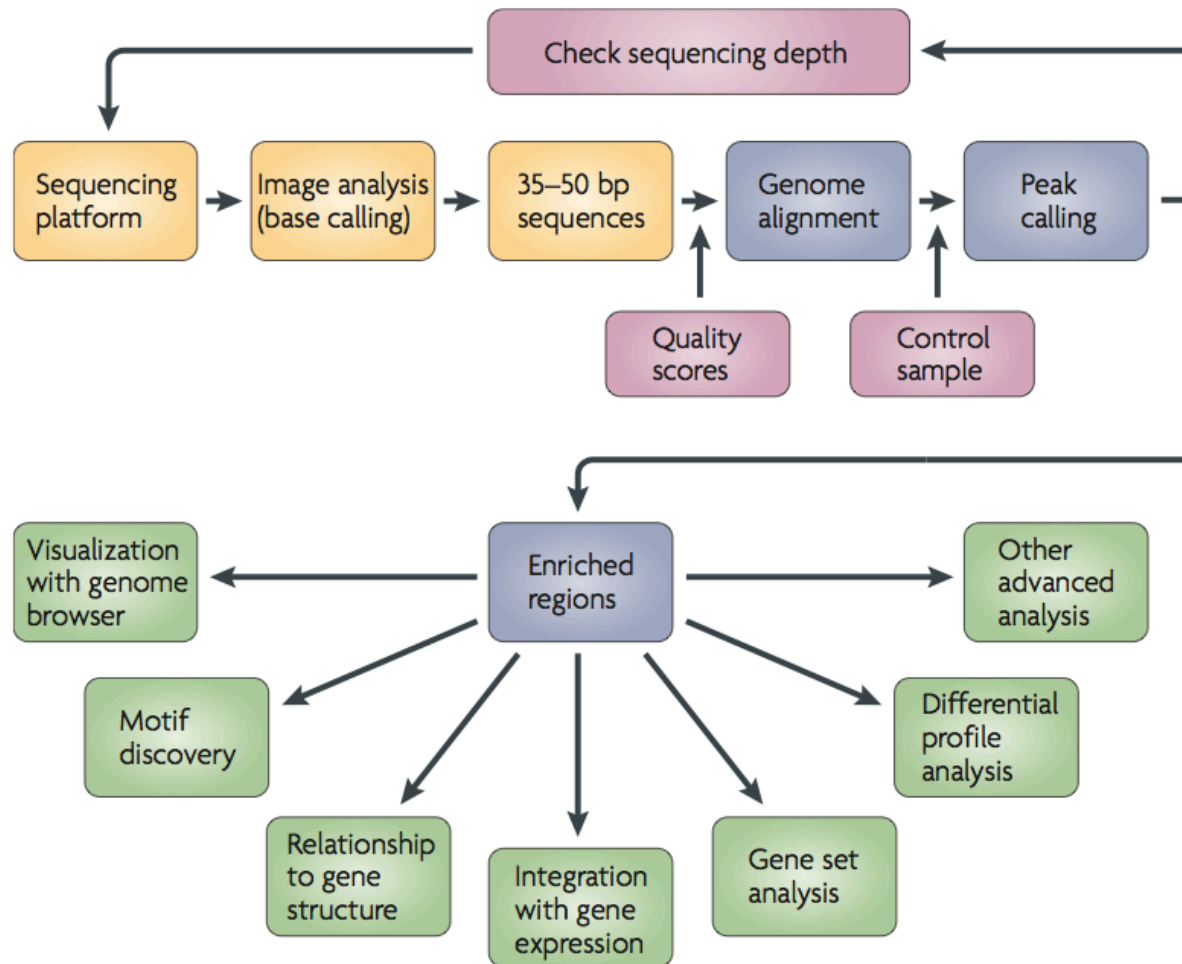 Check sequencing depth
Sequencing
platform
Image analysis
(base calling)
35–50 bp
sequences
Genome
alignment
Peak
calling
Quality
scores
Control
sample
Visualization
with genome
browser
Enriched
regions
Other
advanced
analysis
Motif
discovery
Differential
profile
analysis
Relationship
to gene
structure
Integration
with gene
expression
Gene set
analysis